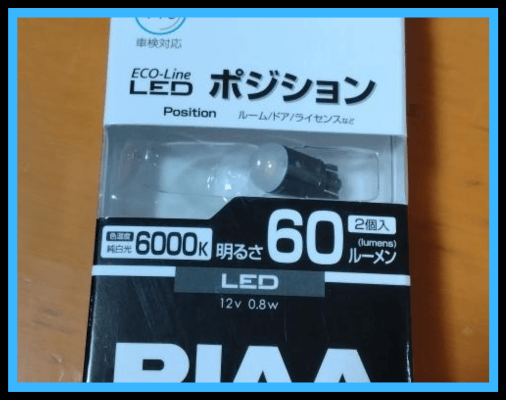 車検対応
ECO-Line
LED ポジション
Position ルーム/ドア/ライセンスなど
色温度
純白光
6000K 明るさ 60 2個入
(lumens)
ルーメン
LED
12v 0.8w
PIAA